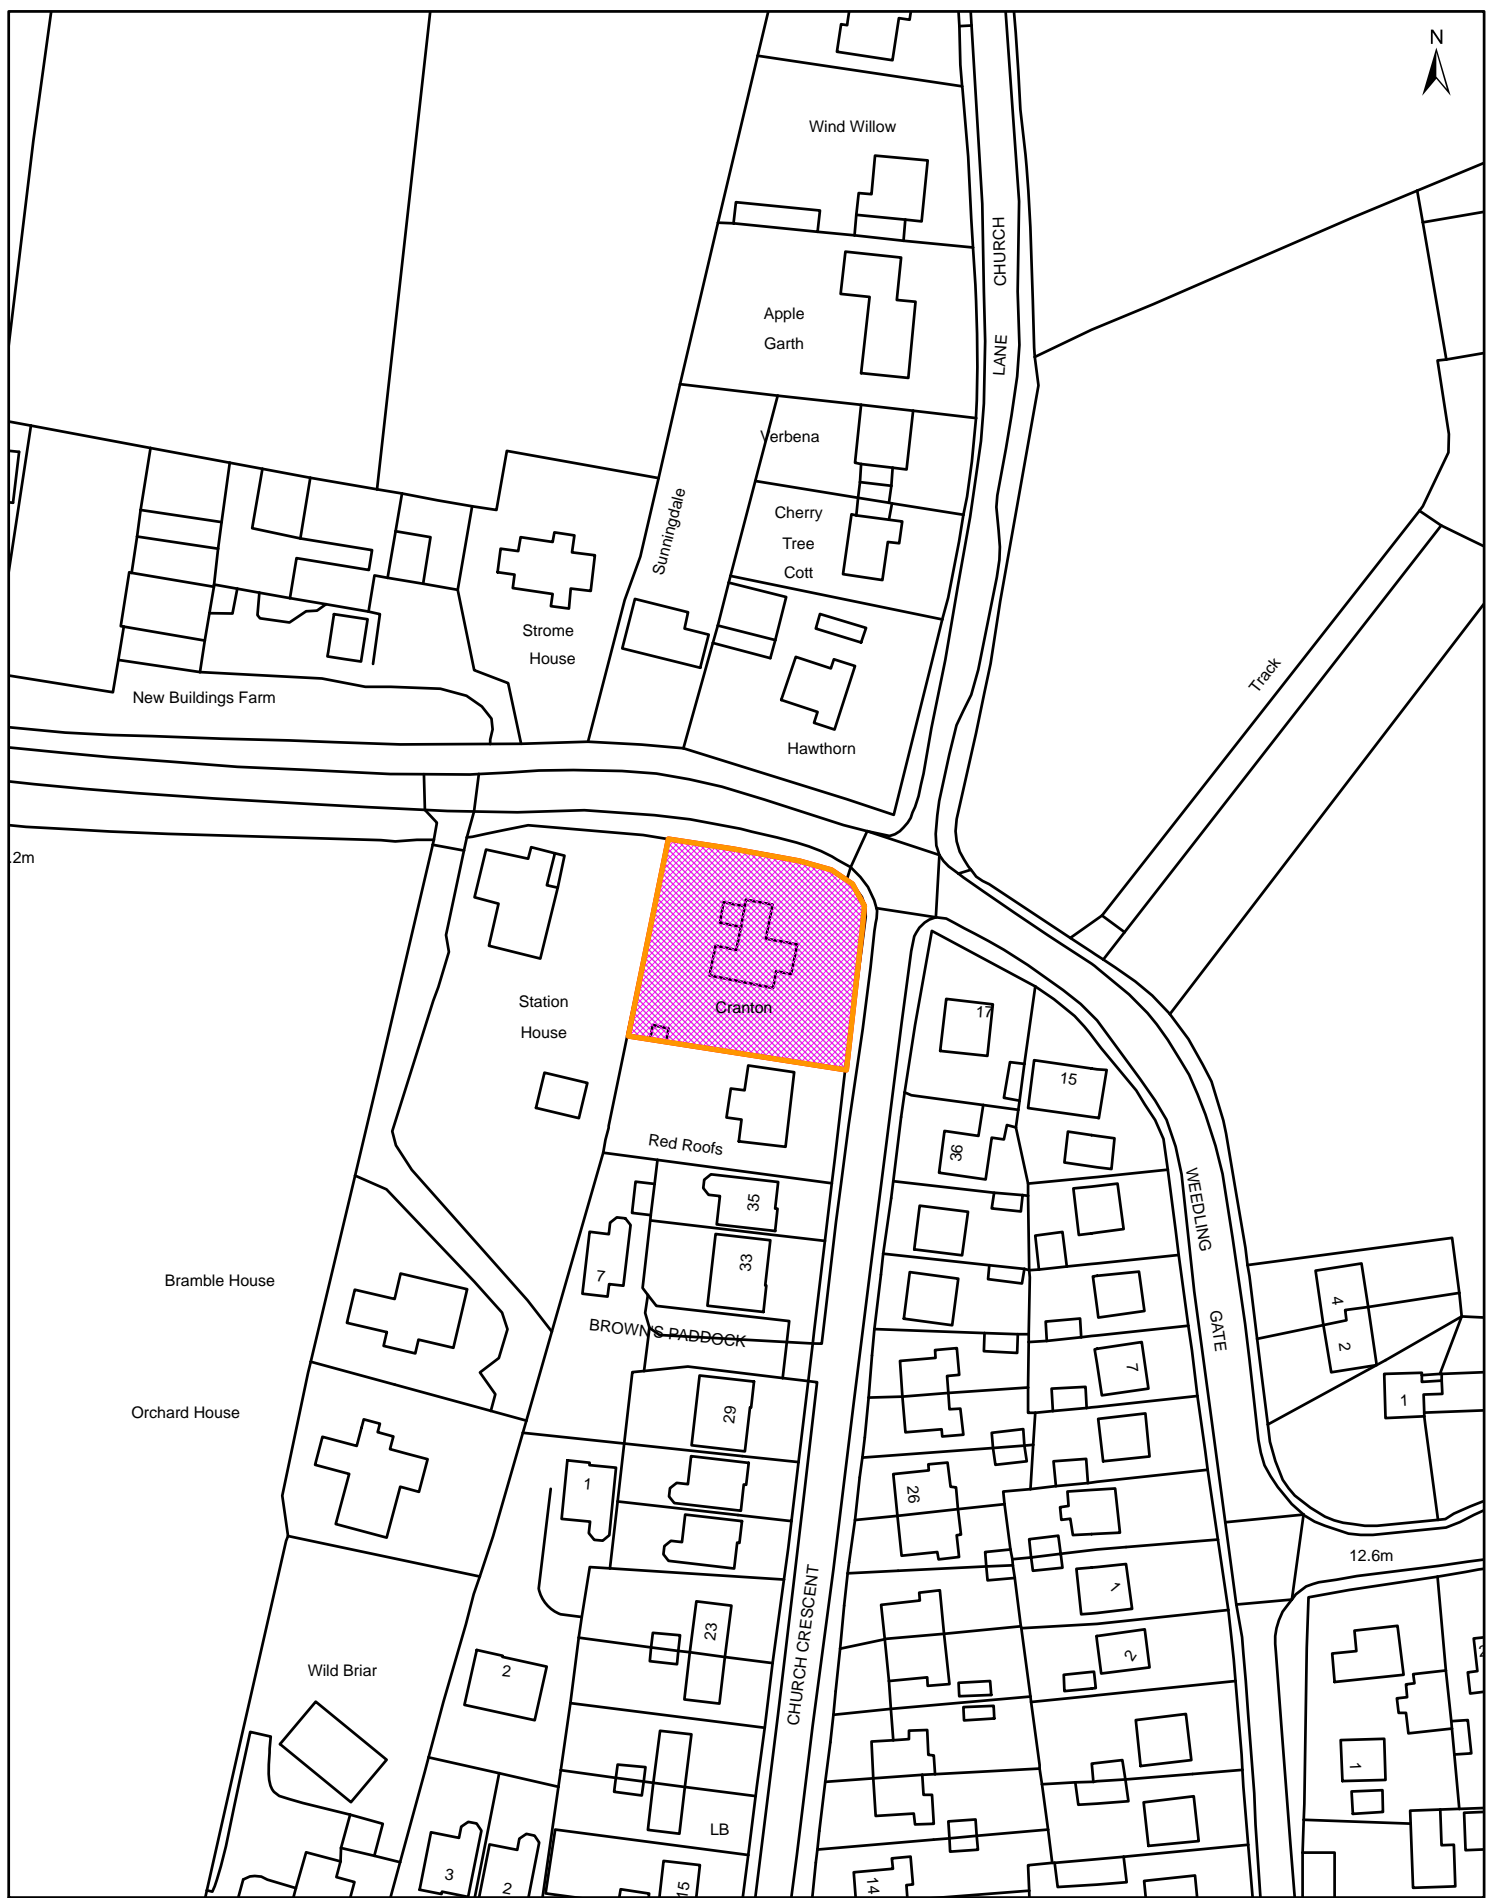 N
Wind Willow
CHURCH
LANE
Apple
Garth
Verbena
Sunningdale
Cherry
Tree
Cott
Strome
House
Track
New Buildings Farm
Hawthorn
.2m
Station
House
Cranton
17
15
36
Red Roofs
35
33
7
WEEDLING
GATE
Bramble House
BROWN'S PADDOCK
4
2
7
1
Orchard House
29
1
26
12.6m
CHURCH CRESCENT
1
23
2
Wild Briar
2
2
1
LB
3
2
15
14